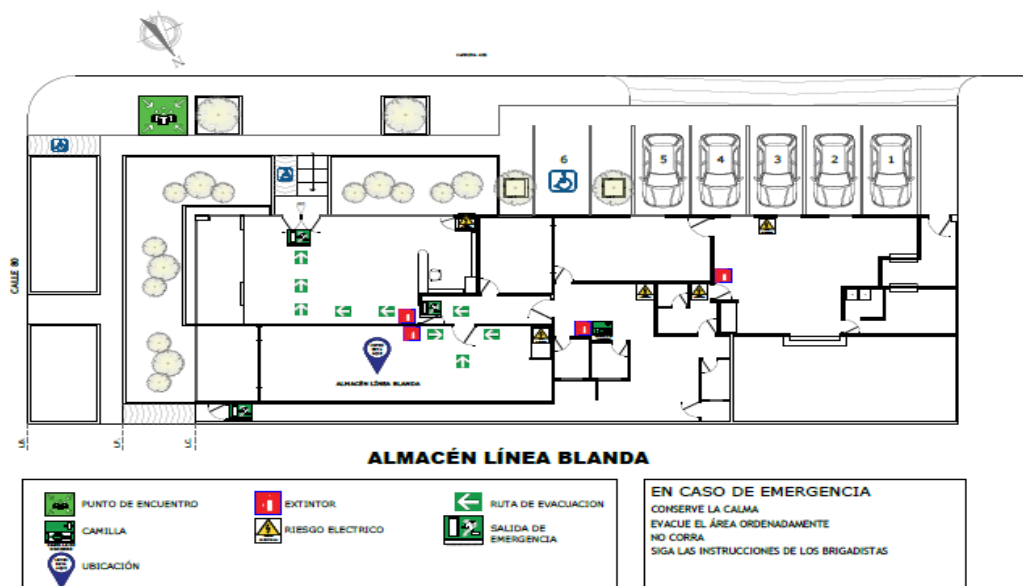 N
6
5
4
3
2
1
CALLE 80
ALMACÉN LÍNEA BLANDA
ALMACÉN LÍNEA BLANDA
PUNTO DE ENCUENTRO
EXTINTOR
RUTA DE EVACUACION
CAMILLA
RIESGO ELECTRICO
SALIDA DE
EMERGENCIA
UBICACIÓN
EN CASO DE EMERGENCIA
CONSERVE LA CALMA
EVACUE EL ÁREA ORDENADAMENTE
NO CORRA
SIGA LAS INSTRUCCIONES DE LOS BRIGADISTAS